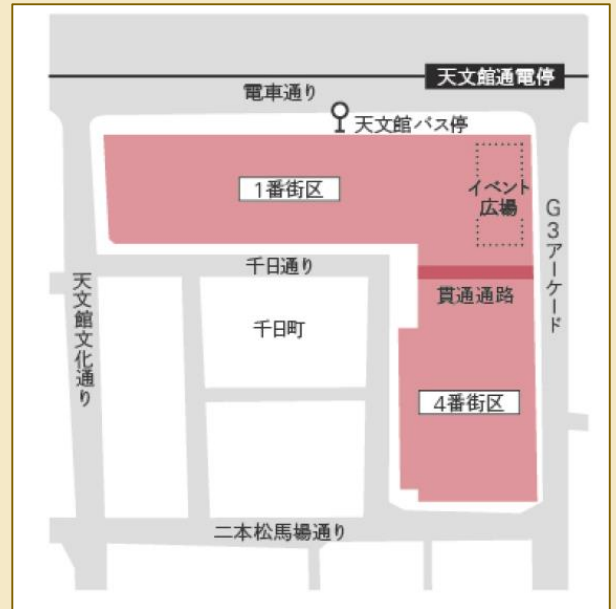 天文館通電停
電車通り
天文館バス停
1番街区
イベント
広場
G3アーケード
千日通り
貫通通路
天文館文化通り
千日町
4番街区
二本松馬場通り